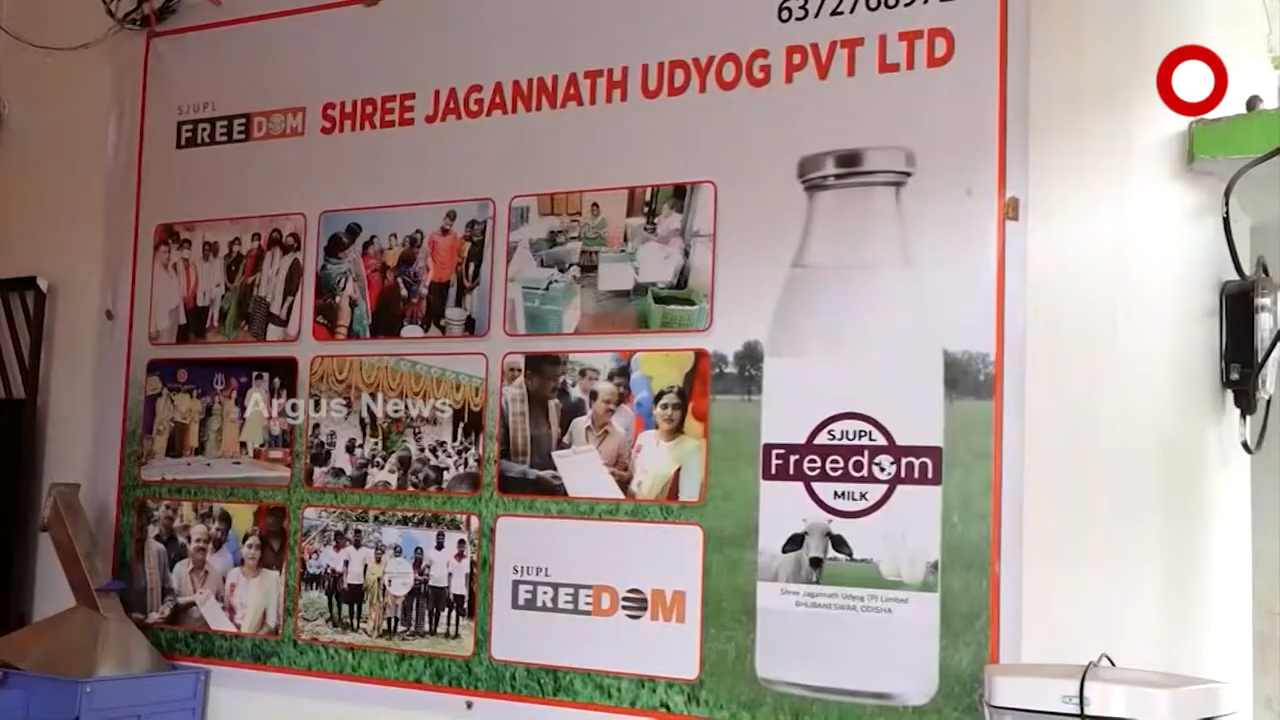 SJUPL
FREEDOM
SHREE JAGANNATH UDYOG PVT LTD
Argus News
SJUPL
Freedom
MILK
Shree Jagannath Udyog (P) Limited
BHUBANESWAR, ODISHA
SJUPL
FREEDOM